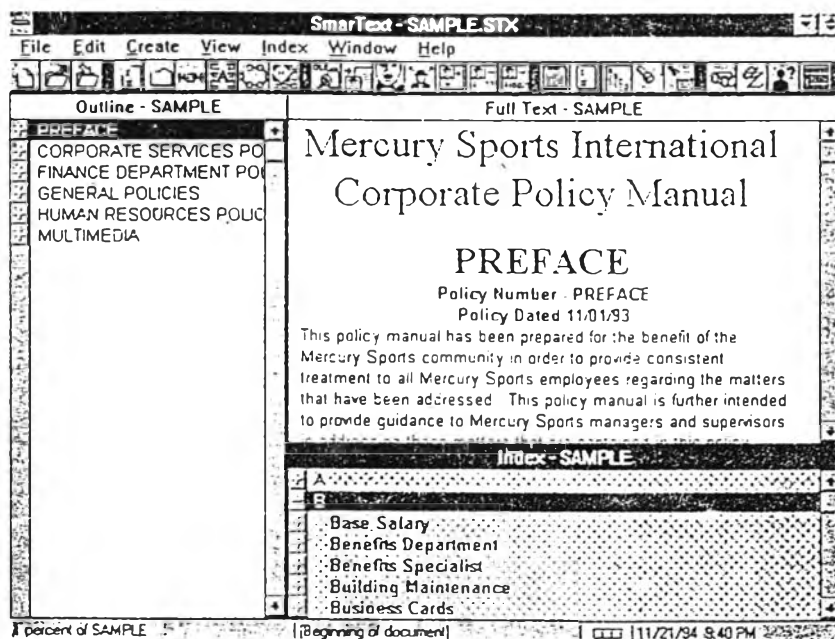 SmarText - SAMPLE.STX
File Edit Create View Index Window Help
Outline - SAMPLE
PREFACE
CORPORATE SERVICES PO
FINANCE DEPARTMENT PO
GENERAL POLICIES
HUMAN RESOURCES POLIC
MULTIMEDIA
Full Text - SAMPLE
Mercury Sports International
Corporate Policy Manual
PREFACE
Policy Number - PREFACE
Policy Dated 11/01/93
This policy manual has been prepared for the benefit of the
Mercury Sports community in order to provide consistent
treatment to all Mercury Sports employees regarding the matters
that have been addressed. This policy manual is further intended
to provide guidance to Mercury Sports managers and supervisors
Index - SAMPLE
A
B
Base Salary
Benefits Department
Benefits Specialist
Building Maintenance
Business Cards
percent of SAMPLE
[Beginning of document]
11/21/94 9:40 PM